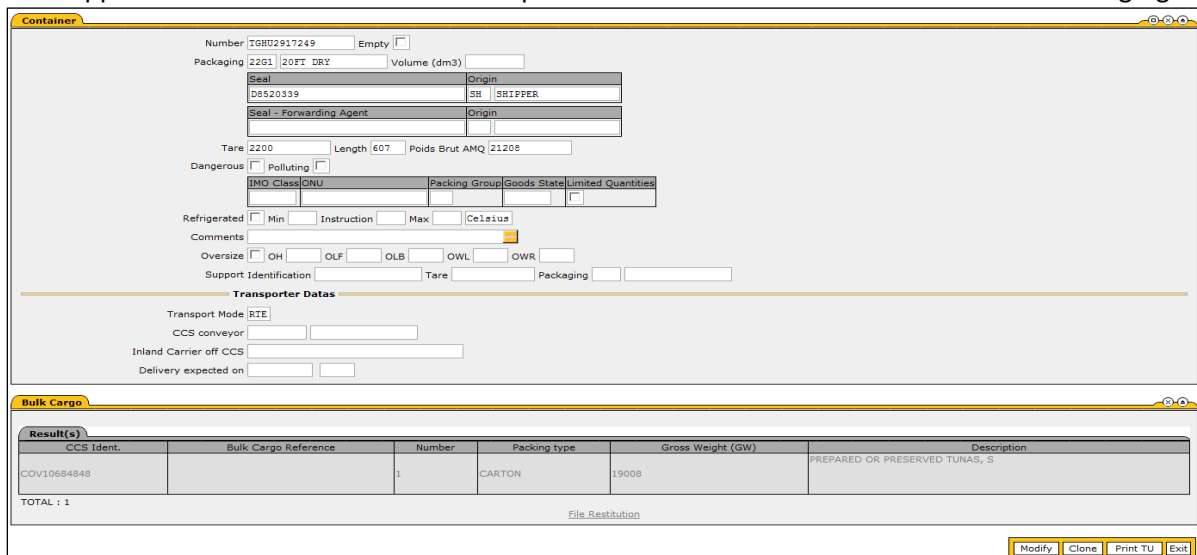 Container
Number TGHU2917249 Empty
Packaging 22G1 20FT DRY Volume (dm3)
Seal Origin
D8520339 SH SHIPPER
Seal - Forwarding Agent Origin
Tare 2200 Length 607 Poids Brut AMQ 21208
Dangerous Polluting
IMO Class ONU Packing Group Goods State Limited Quantities
Refrigerated Min Instruction Max Celsius
Comments
Oversize OH OLF OLB OWL OWR
Support Identification Tare Packaging
Transporter Datas
Transport Mode RTE
CCS conveyor
Inland Carrier off CCS
Delivery expected on
Bulk Cargo
Result(s)
CCS Ident. Bulk Cargo Reference Number Packing type Gross Weight (GW) Description
COV10684848 1 CARTON 19008 PREPARED OR PRESERVED TUNAS, S
TOTAL : 1
File Restitution
Modify Clone Print TU Exit